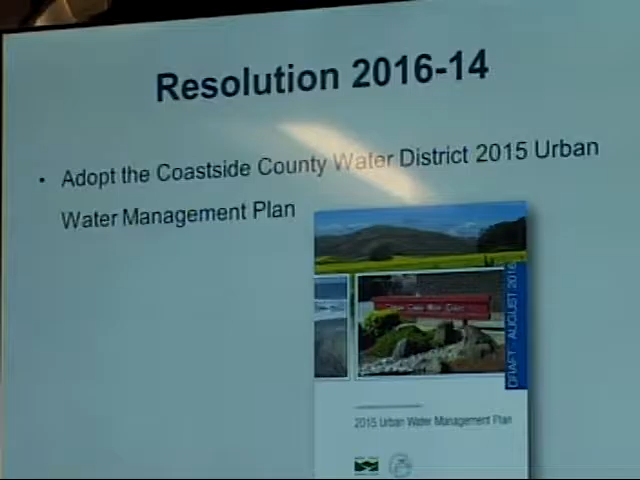 Resolution 2016-14
• Adopt the Coastside County Water District 2015 Urban
Water Management Plan
DRAFT AUGUST 2016
2015 Urban Water Management Plan